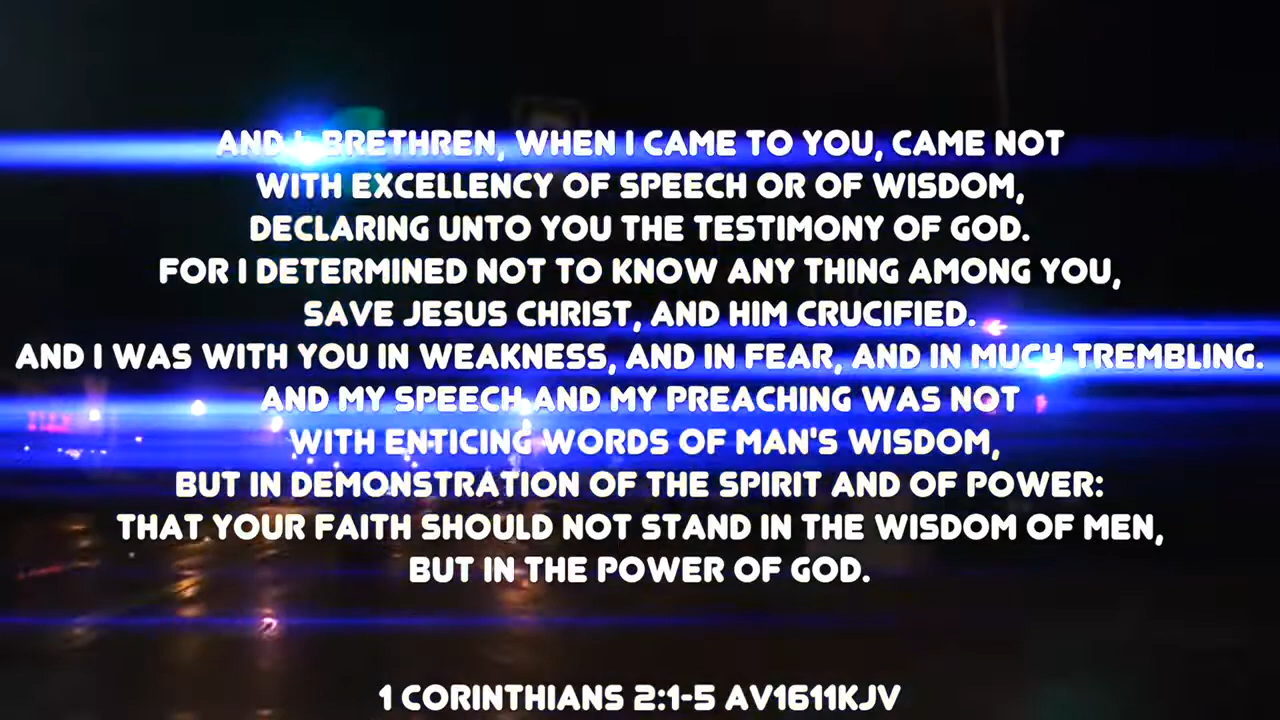 AND I, BRETHREN, WHEN I CAME TO YOU, CAME NOT
WITH EXCELLENCY OF SPEECH OR OF WISDOM,
DECLARING UNTO YOU THE TESTIMONY OF GOD.
FOR I DETERMINED NOT TO KNOW ANY THING AMONG YOU,
SAVE JESUS CHRIST, AND HIM CRUCIFIED.
AND I WAS WITH YOU IN WEAKNESS, AND IN FEAR, AND IN MUCH TREMBLING.
AND MY SPEECH AND MY PREACHING WAS NOT
WITH ENTICING WORDS OF MAN'S WISDOM,
BUT IN DEMONSTRATION OF THE SPIRIT AND OF POWER:
THAT YOUR FAITH SHOULD NOT STAND IN THE WISDOM OF MEN,
BUT IN THE POWER OF GOD.
1 CORINTHIANS 2:1-5 AV1611KJV